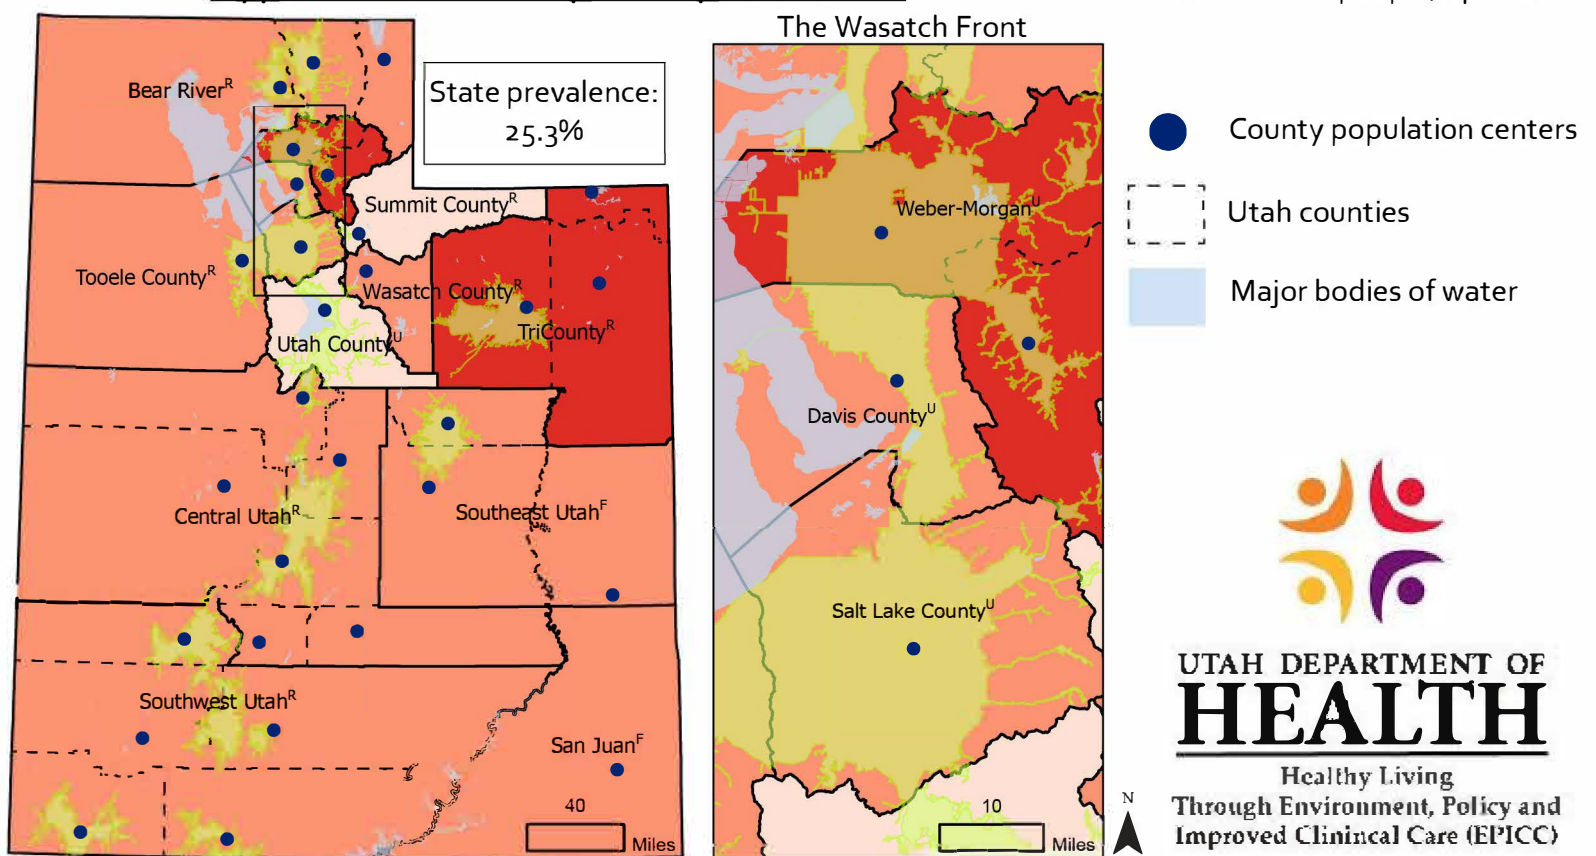 The Wasatch Front
State prevalence:
25.3%
Bear River^R
Summit County^R
Tooele County^R
Wasatch County^R
TriCounty^R
Utah County^U
Central Utah^R
Southeast Utah^F
Southwest Utah^R
San Juan^F
40
Miles
Weber-Morgan^U
Davis County^U
Salt Lake County^U
10
Miles
N
County population centers
Utah counties
Major bodies of water
UTAH DEPARTMENT OF
HEALTH
Healthy Living
Through Environment, Policy and
Improved Clinincal Care (EPICC)